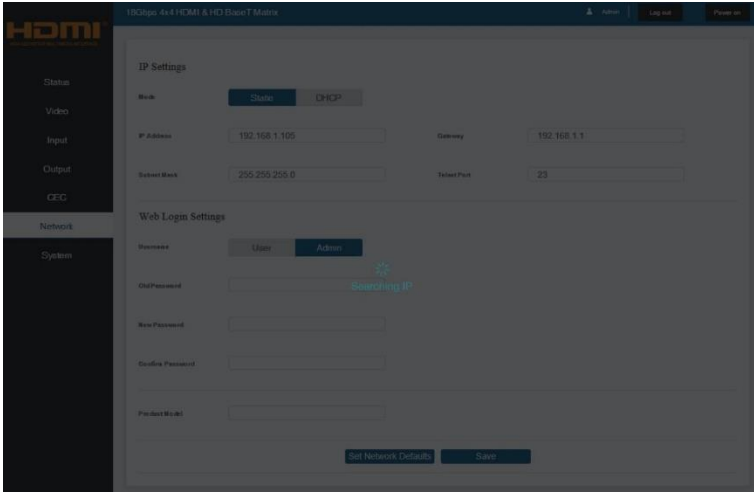 18Gbps 4x4 HDMI & HDBaseT Matrix
Admin
Log out
Power on
HDMI
Status
Video
Input
Output
CEC
Network
System
IP Settings
Mode
Static
DHCP
IP Address
192.168.1.105
Gateway
192.168.1.1
Subnet Mask
255.255.255.0
Telnet Port
23
Web Login Settings
Username
User
Admin
Old Password
Searching IP
New Password
Confirm Password
Product Model
Set Network Defaults
Save